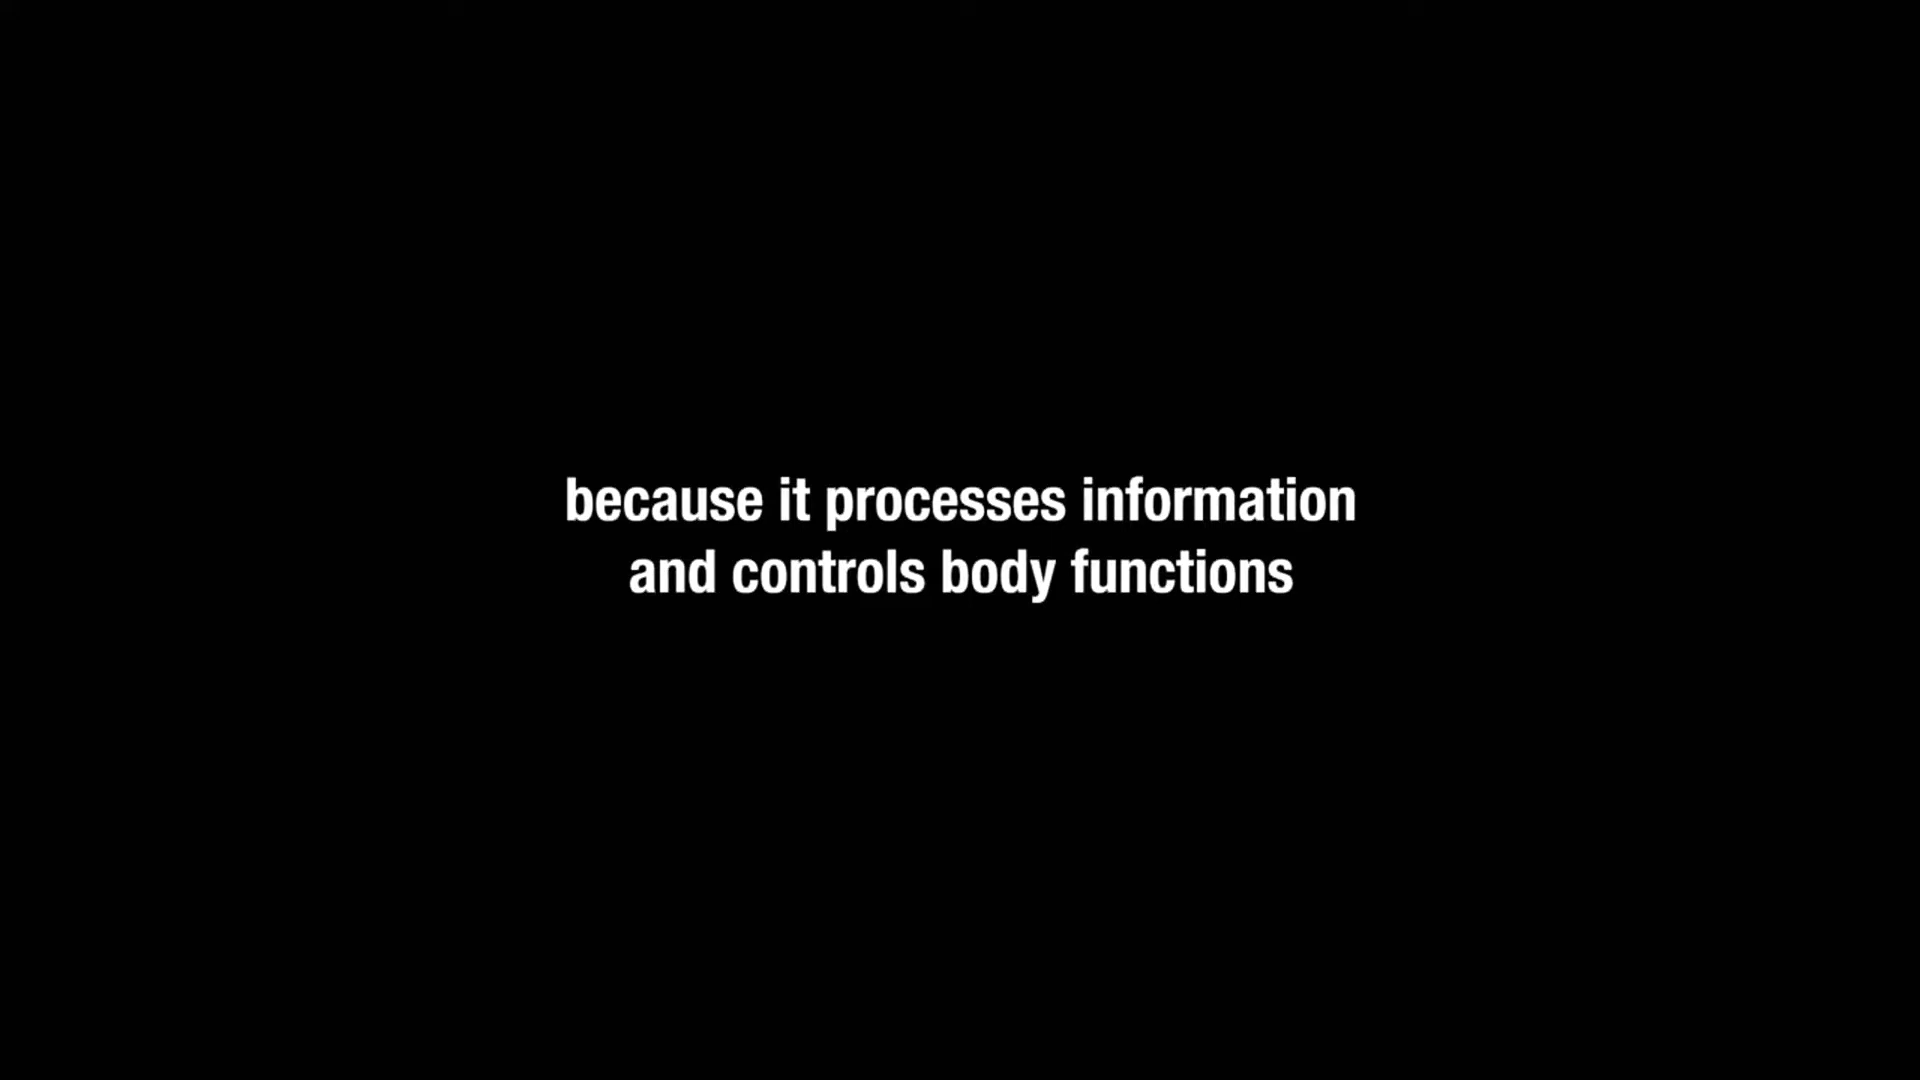 because it processes information
and controls body functions